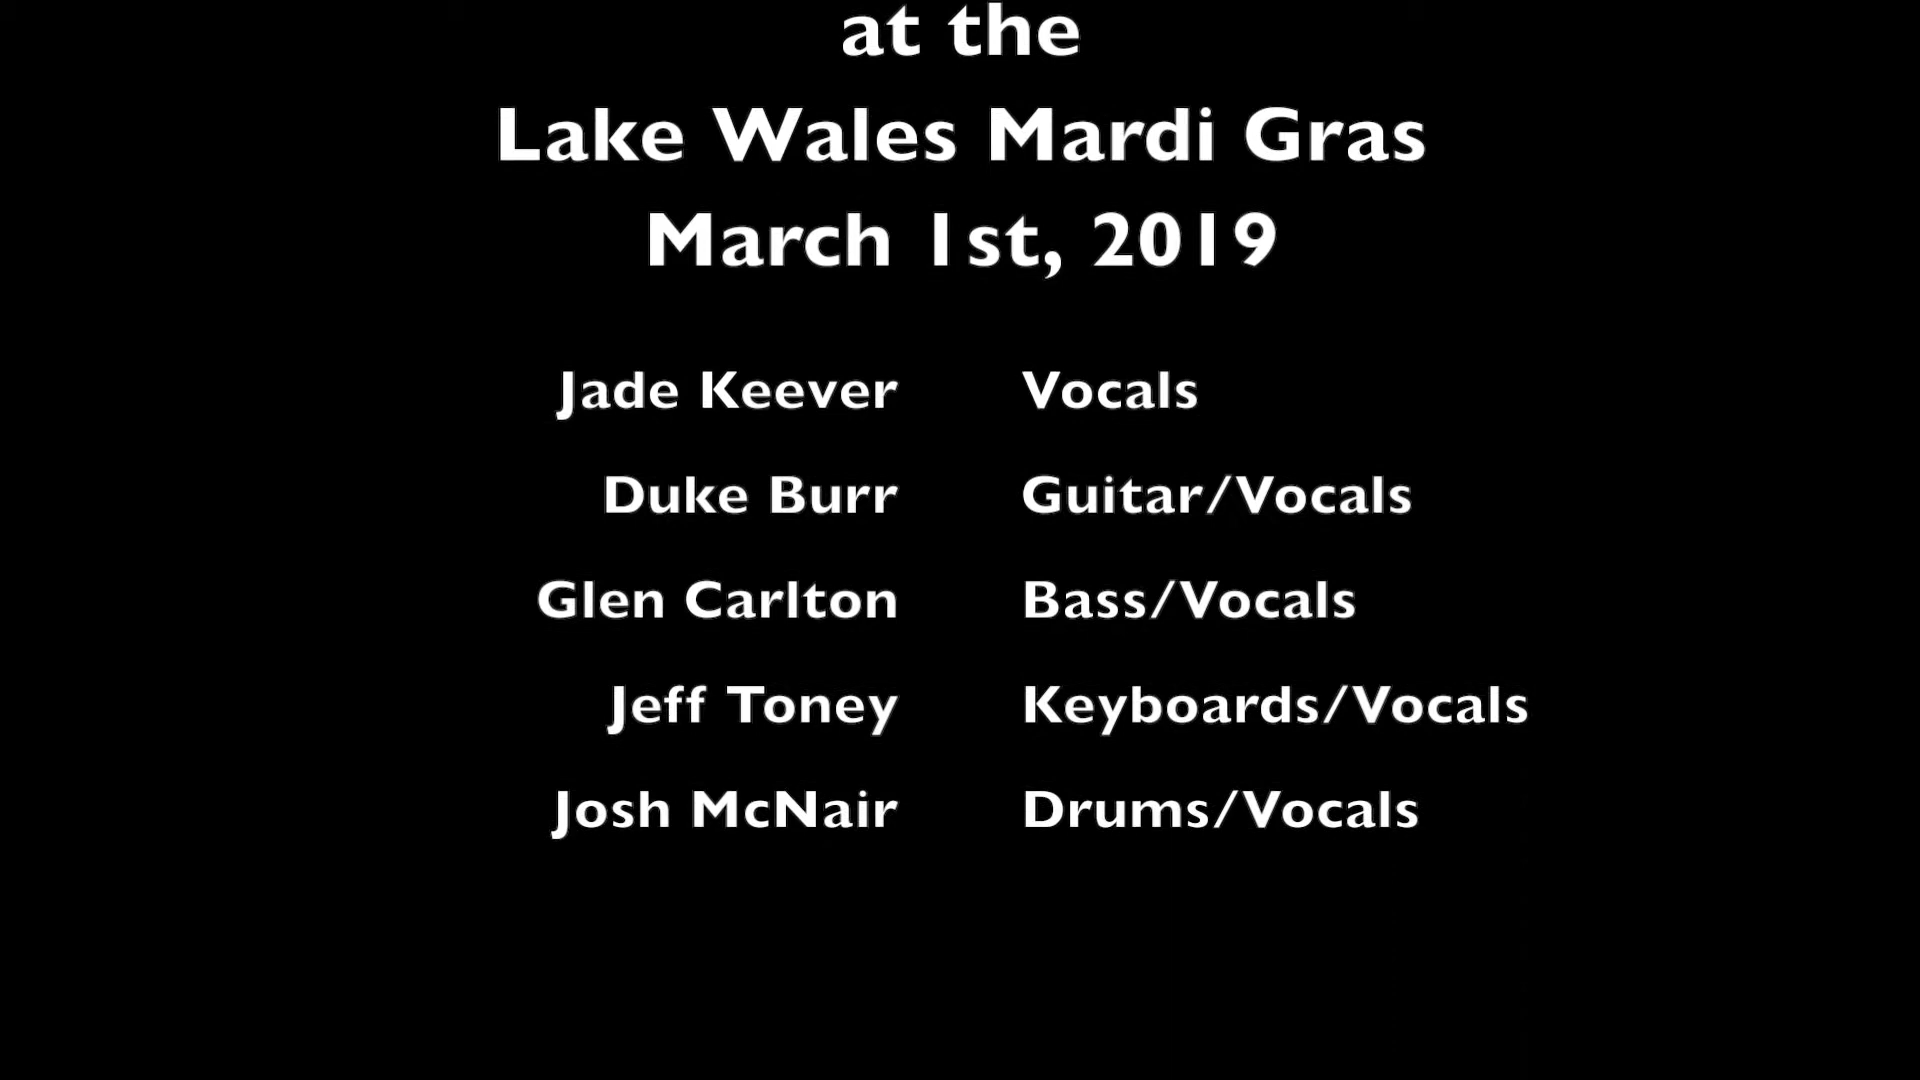 at the
Lake Wales Mardi Gras
March 1st, 2019
Jade Keever Vocals
Duke Burr Guitar/Vocals
Glen Carlton Bass/Vocals
Jeff Toney Keyboards/Vocals
Josh McNair Drums/Vocals